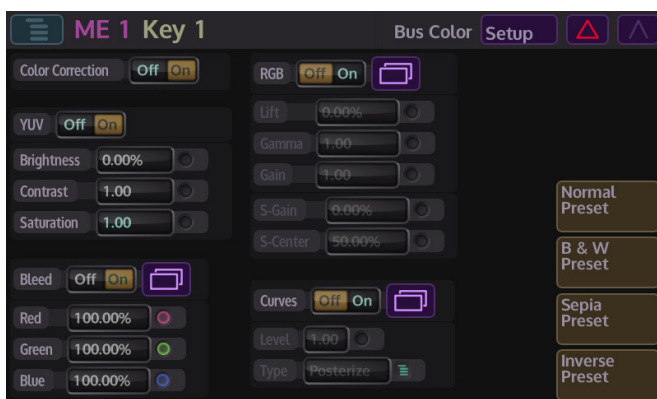 ME 1 Key 1
Bus Color Setup
Color Correction Off On
YUV Off On
Brightness 0.00%
Contrast 1.00
Saturation 1.00
Bleed Off On
Red 100.00%
Green 100.00%
Blue 100.00%
RGB Off On
Lift 0.00%
Gamma 1.00
Gain 1.00
S-Gain 0.00%
S-Center 50.00%
Curves Off On
Level 1.00
Type Posterize
Normal
Preset
B & W
Preset
Sepia
Preset
Inverse
Preset